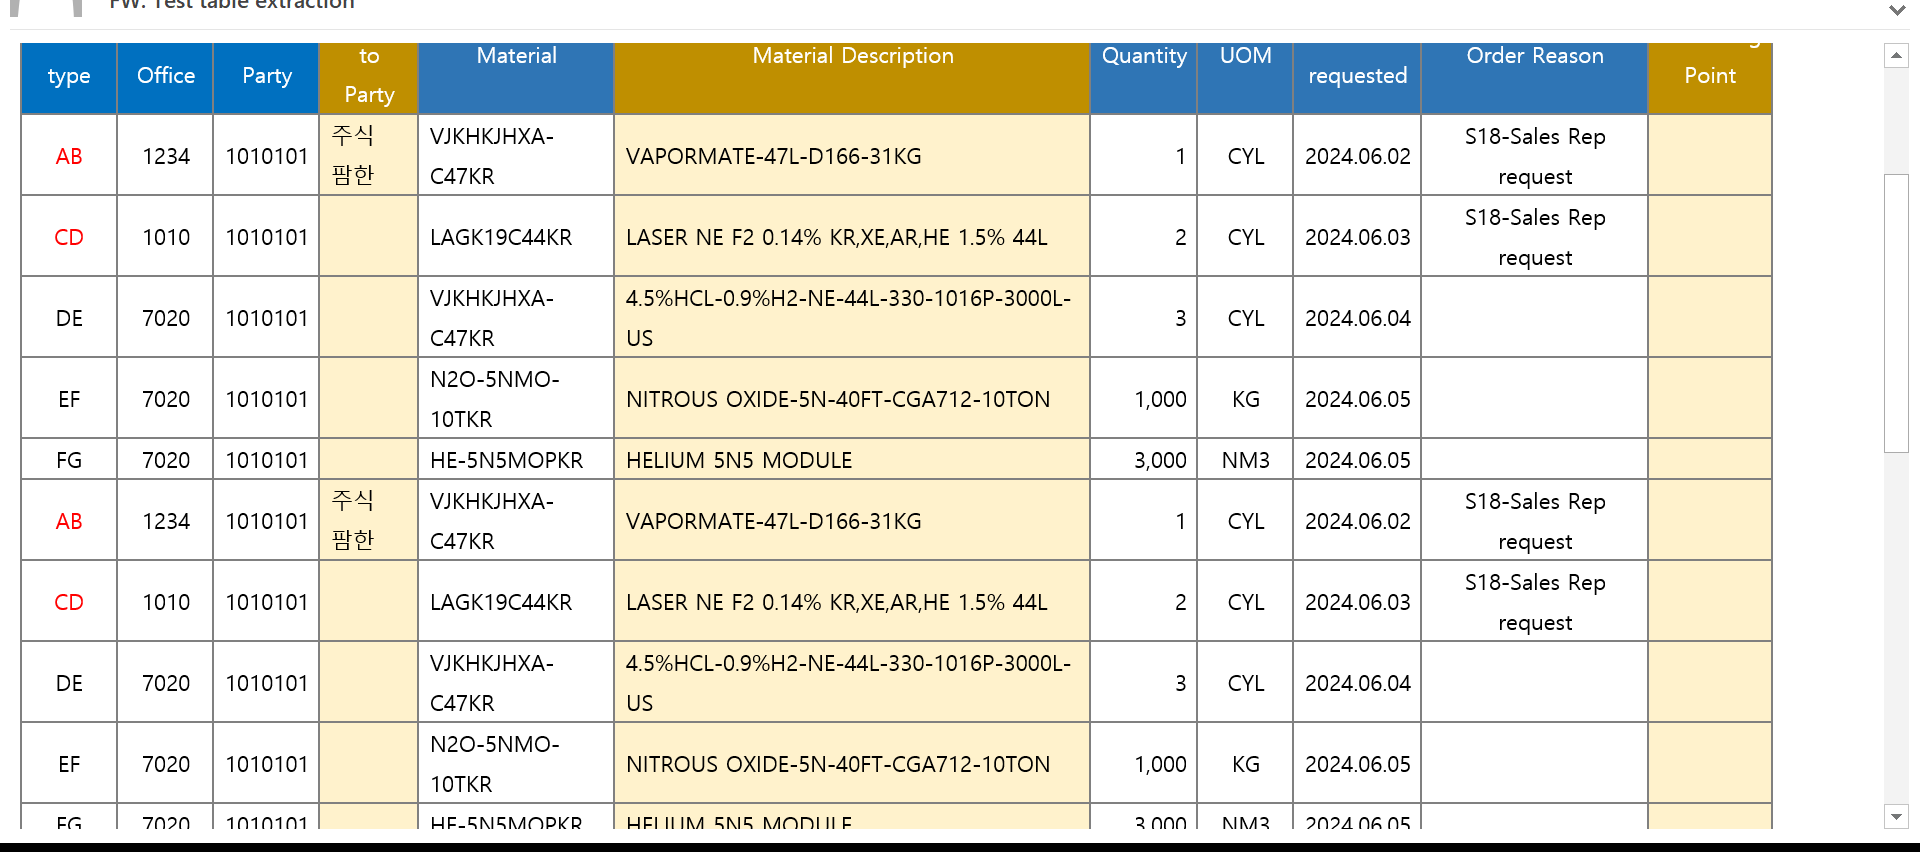 FW: Test table extraction
type Office Party to Party Material Material Description Quantity UOM requested Order Reason Point
AB 1234 1010101 주식 팜한 VJKHKJHXA-C47KR VAPORMATE-47L-D166-31KG 1 CYL 2024.06.02 S18-Sales Rep request
CD 1010 1010101 LAGK19C44KR LASER NE F2 0.14% KR,XE,AR,HE 1.5% 44L 2 CYL 2024.06.03 S18-Sales Rep request
DE 7020 1010101 VJKHKJHXA-C47KR 4.5%HCL-0.9%H2-NE-44L-330-1016P-3000L-US 3 CYL 2024.06.04
EF 7020 1010101 N2O-5NMO-10TKR NITROUS OXIDE-5N-40FT-CGA712-10TON 1,000 KG 2024.06.05
FG 7020 1010101 HE-5N5MOPKR HELIUM 5N5 MODULE 3,000 NM3 2024.06.05
AB 1234 1010101 주식 팜한 VJKHKJHXA-C47KR VAPORMATE-47L-D166-31KG 1 CYL 2024.06.02 S18-Sales Rep request
CD 1010 1010101 LAGK19C44KR LASER NE F2 0.14% KR,XE,AR,HE 1.5% 44L 2 CYL 2024.06.03 S18-Sales Rep request
DE 7020 1010101 VJKHKJHXA-C47KR 4.5%HCL-0.9%H2-NE-44L-330-1016P-3000L-US 3 CYL 2024.06.04
EF 7020 1010101 N2O-5NMO-10TKR NITROUS OXIDE-5N-40FT-CGA712-10TON 1,000 KG 2024.06.05
FG 7020 1010101 HE-5N5MOPKR HELIUM 5N5 MODULE 3,000 NM3 2024.06.05